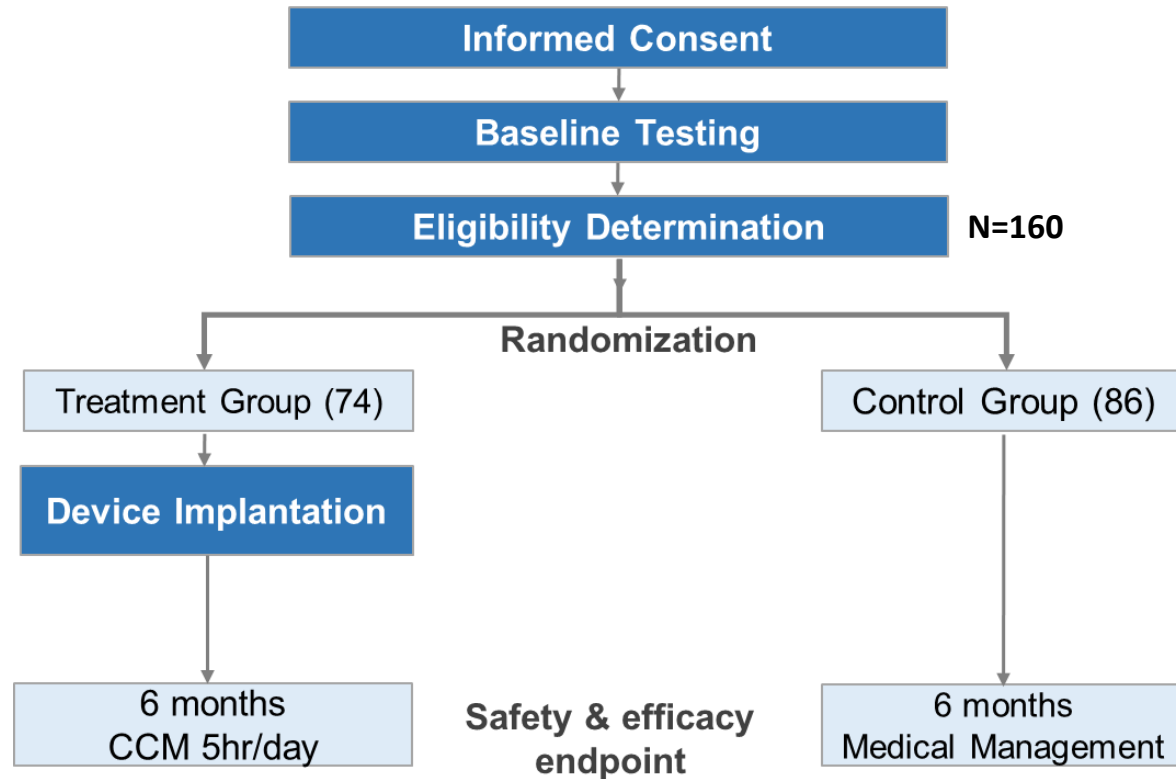 Informed Consent
Baseline Testing
Eligibility Determination
N=160
Randomization
Treatment Group (74)
Control Group (86)
Device Implantation
6 months
CCM 5hr/day
Safety & efficacy
endpoint
6 months
Medical Management